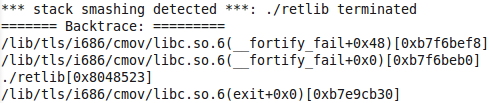 *** stack smashing detected ***: ./retlib terminated
======= Backtrace: =========
/lib/tls/i686/cmov/libc.so.6(__fortify_fail+0x48)[0xb7f6bef8]
/lib/tls/i686/cmov/libc.so.6(__fortify_fail+0x0)[0xb7f6beb0]
./retlib[0x8048523]
/lib/tls/i686/cmov/libc.so.6(exit+0x0)[0xb7e9cb30]